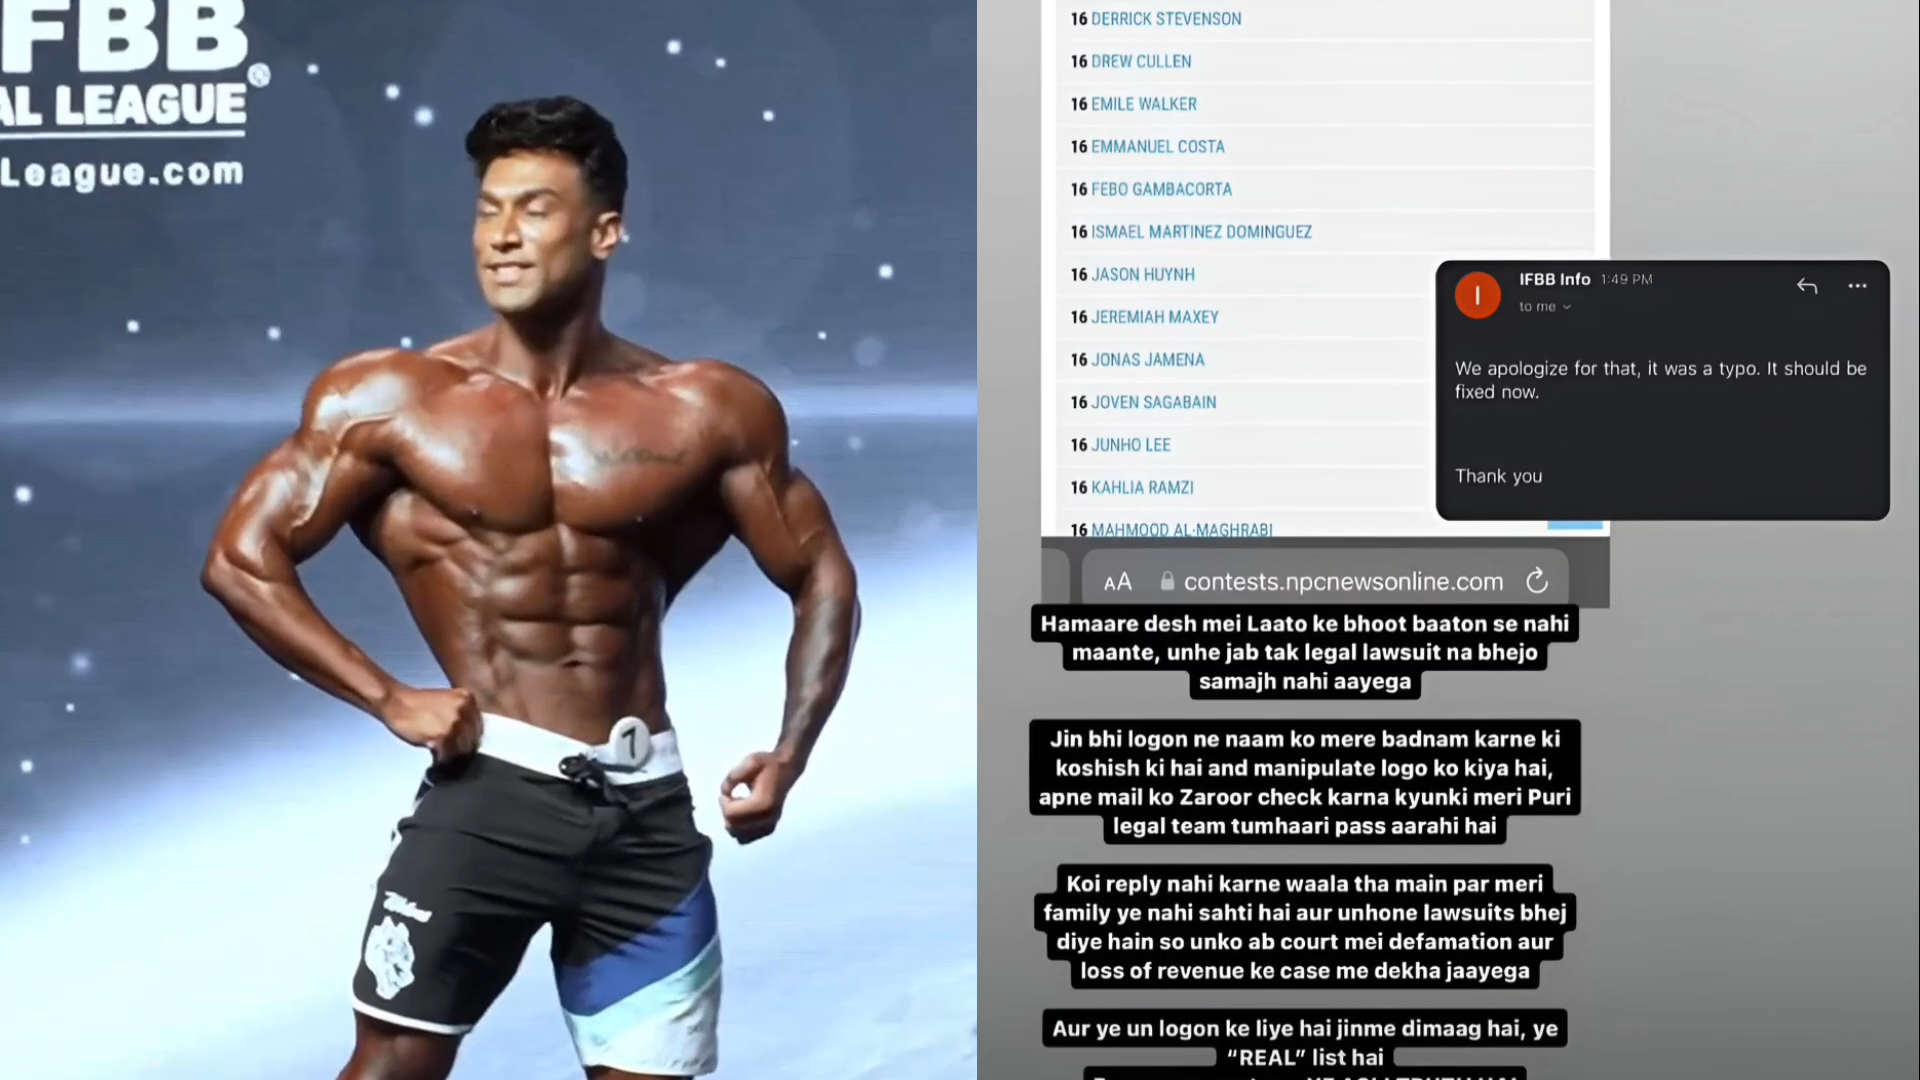 FBB
AL LEAGUE®
League.com
7
16 DERRICK STEVENSON
16 DREW CULLEN
16 EMILE WALKER
16 EMMANUEL COSTA
16 FEBO GAMBACORTA
16 ISMAEL MARTINEZ DOMINGUEZ
16 JASON HUYNH
16 JEREMIAH MAXEY
16 JONAS JAMENA
16 JOVEN SAGABAIN
16 JUNHO LEE
16 KAHLIA RAMZI
16 MAHMOOD AL-MAGHRABI
I
IFBB Info 1:49 PM
to me
We apologize for that, it was a typo. It should be
fixed now.
Thank you
AA contests.npcnewsonline.com
Hamaare desh mei Laato ke bhoot baaton se nahi
maante, unhe jab tak legal lawsuit na bhejo
samajh nahi aayega
Jin bhi logon ne naam ko mere badnam karne ki
koshish ki hai and manipulate logo ko kiya hai,
apne mail ko Zaroor check karna kyunki meri Puri
legal team tumhaari pass aarahi hai
Koi reply nahi karne waala tha main par meri
family ye nahi sahti hai aur unhone lawsuits bhej
diye hain so unko ab court mei defamation aur
loss of revenue ke case me dekha jaayega
Aur ye un logon ke liye hai jinme dimaag hai, ye
“REAL” list hai